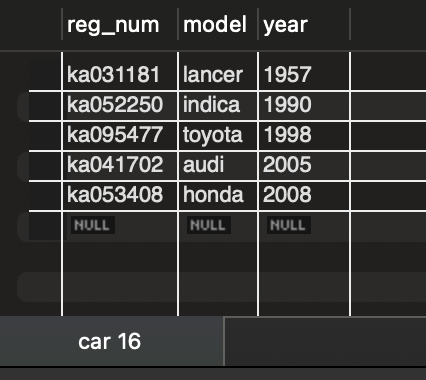 reg_num model year
ka031181 lancer 1957
ka052250 indica 1990
ka095477 toyota 1998
ka041702 audi 2005
ka053408 honda 2008
NULL NULL NULL
car 16